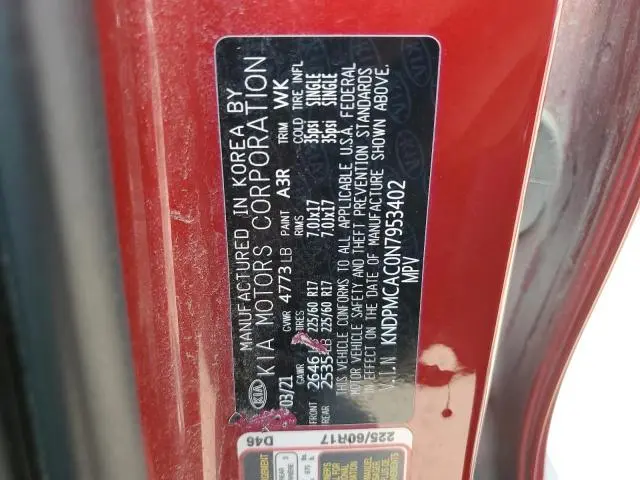 KIA
MANUFACTURED IN KOREA BY
KIA MOTORS CORPORATION
03/21 GVWR 4773 LB PAINT A3R TRIM WK
GAWR TIRES RIMS COLD TIRE INFL
FRONT 2646 225/60 R17 7.0Jx17 35psi SINGLE
REAR 2535 LB 225/60 R17 7.0Jx17 35psi SINGLE
THIS VEHICLE CONFORMS TO ALL APPLICABLE U.S.A. FEDERAL
MOTOR VEHICLE SAFETY AND THEFT PREVENTION STANDARDS
IN EFFECT ON THE DATE OF MANUFACTURE SHOWN ABOVE.
V.I.N KNDPMCAC0N7953402
MPV
225/60R17
D46